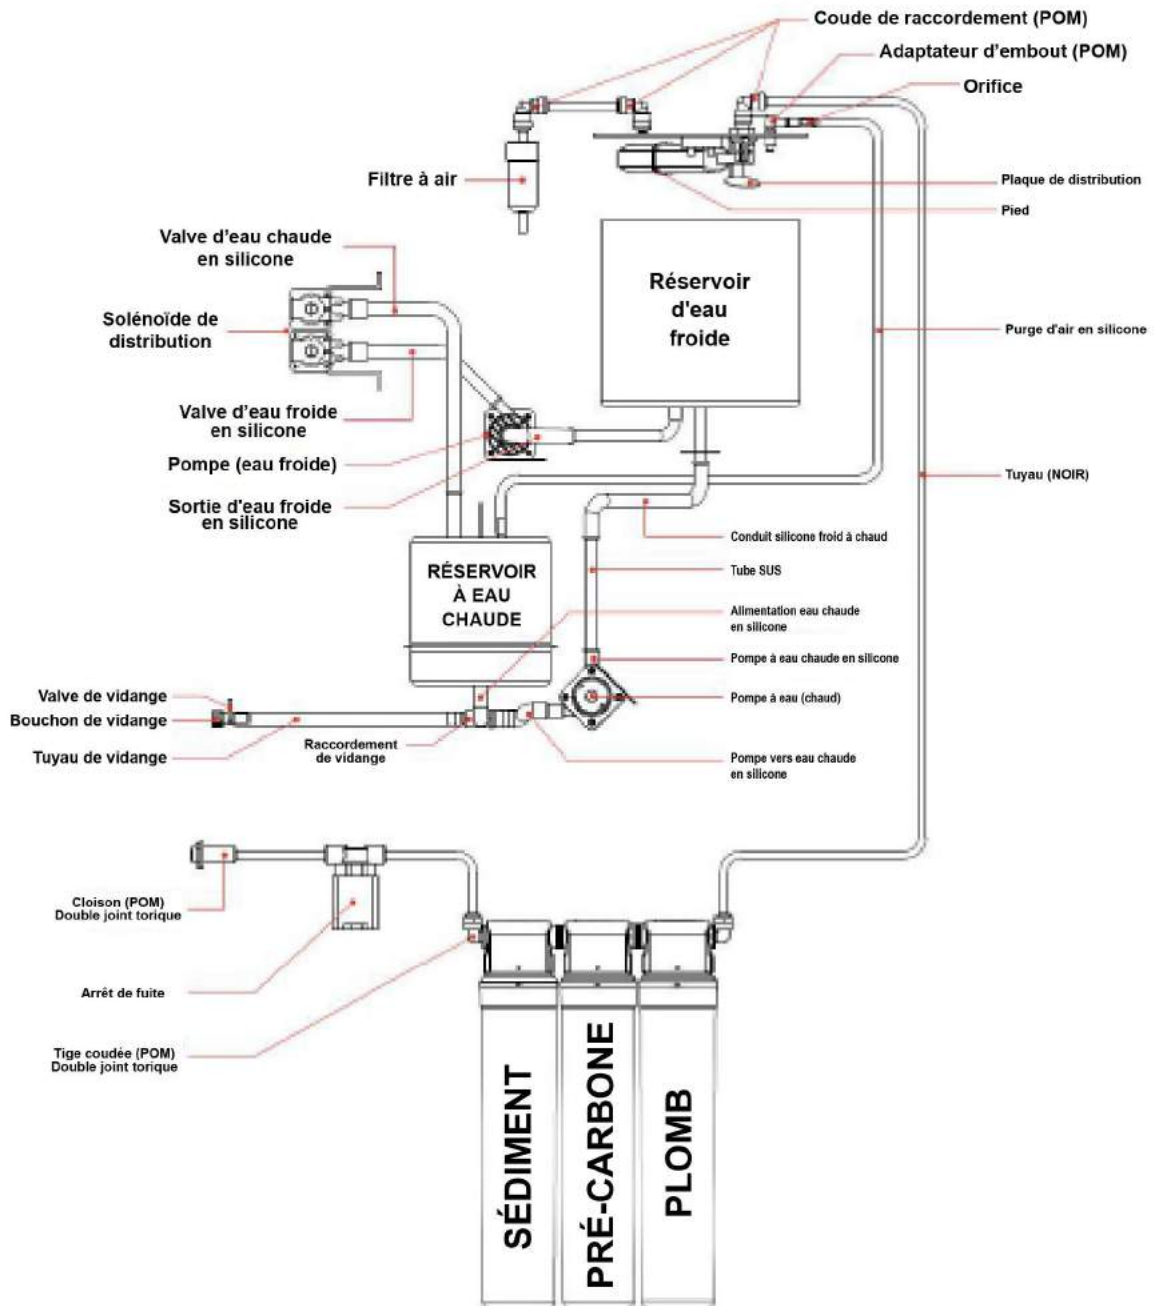 Coude de raccordement (POM)
Adaptateur d'embout (POM)
Orifice
Filtre à air
Plaque de distribution
Pied
Valve d'eau chaude
en silicone
Réservoir
d'eau
froide
Solénoïde de
distribution
Purge d'air en silicone
Valve d'eau froide
en silicone
Pompe (eau froide)
Tuyau (NOIR)
Sortie d'eau froide
en silicone
Conduit silicone froid à chaud
RÉSERVOIR
À EAU
CHAUDE
Tube SUS
Alimentation eau chaude
en silicone
Pompe à eau chaude en silicone
Valve de vidange
Pompe à eau (chaud)
Bouchon de vidange
Raccordement
de vidange
Tuyau de vidange
Pompe vers eau chaude
en silicone
Cloison (POM)
Double joint torique
Arrêt de fuite
Tige coudée (POM)
Double joint torique
SÉDIMENT
PRÉ-CARBONE
PLOMB